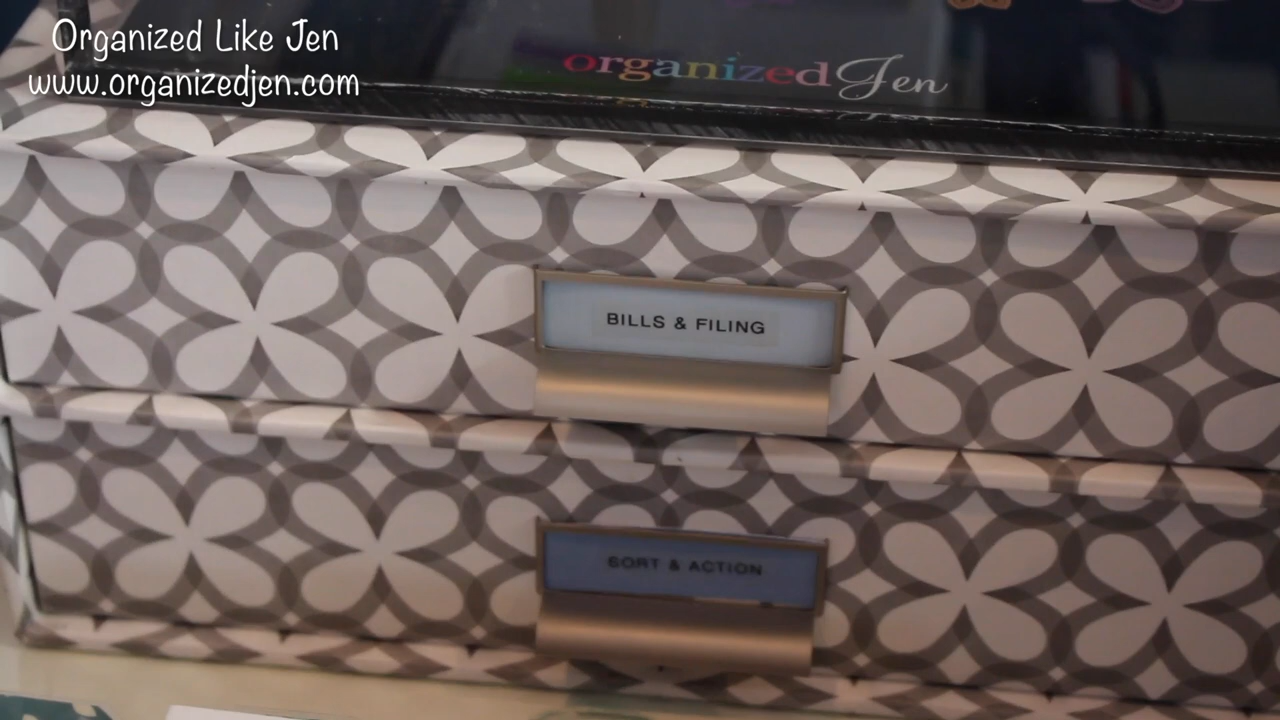 Organized Like Jen
www.organizedjen.com
organizedJen
BILLS & FILING
SORT & ACTION